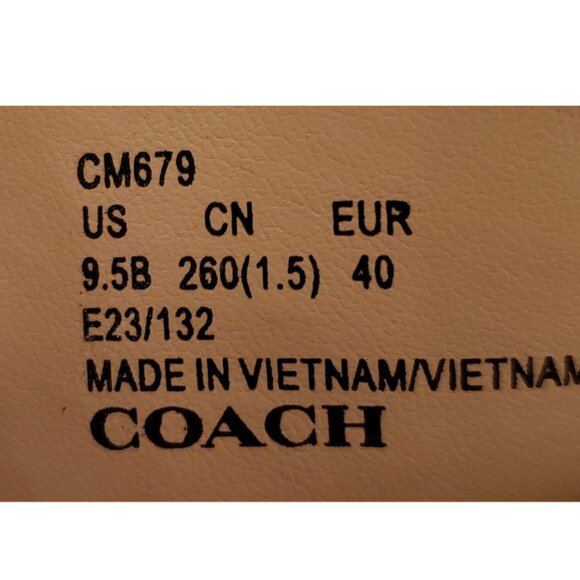 CM679
US CN EUR
9.5B 260(1.5) 40
E23/132
MADE IN VIETNAM/VIETNAM
COACH